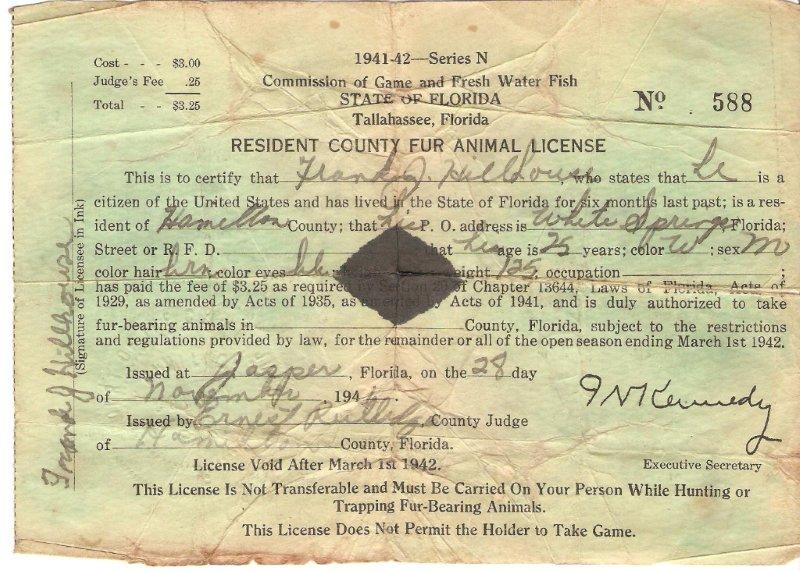 Cost - - - $3.00
Judge's Fee .25
Total - - $3.25
1941-42—Series N
Commission of Game and Fresh Water Fish
STATE OF FLORIDA
Tallahassee, Florida
Nº . 588
RESIDENT COUNTY FUR ANIMAL LICENSE
This is to certify that Frank J. Hillhouse, who states that he is a
citizen of the United States and has lived in the State of Florida for six months last past; is a res-
ident of Hamilton County; that his P. O. address is White Springs Florida;
Street or R. F. D. that his age is 25 years; color W; sex M
color hair brn, color eyes blu weight 135, occupation ;
has paid the fee of $3.25 as required by Section 20 of Chapter 13644, Laws of Florida, Acts of
1929, as amended by Acts of 1935, as amended by Acts of 1941, and is duly authorized to take
fur-bearing animals in County, Florida, subject to the restrictions
and regulations provided by law, for the remainder or all of the open season ending March 1st 1942.
Issued at Jasper, Florida, on the 28 day
of November, 194
Issued by Ernest County Judge
of Hamilton County, Florida.
J N Kennedy
Executive Secretary
License Void After March 1st 1942.
This License Is Not Transferable and Must be Carried On Your Person While Hunting or
Trapping Fur-Bearing Animals.
This License Does Not Permit the Holder to Take Game.
Frank J Hillhouse
(Signature of Licensee in Ink)